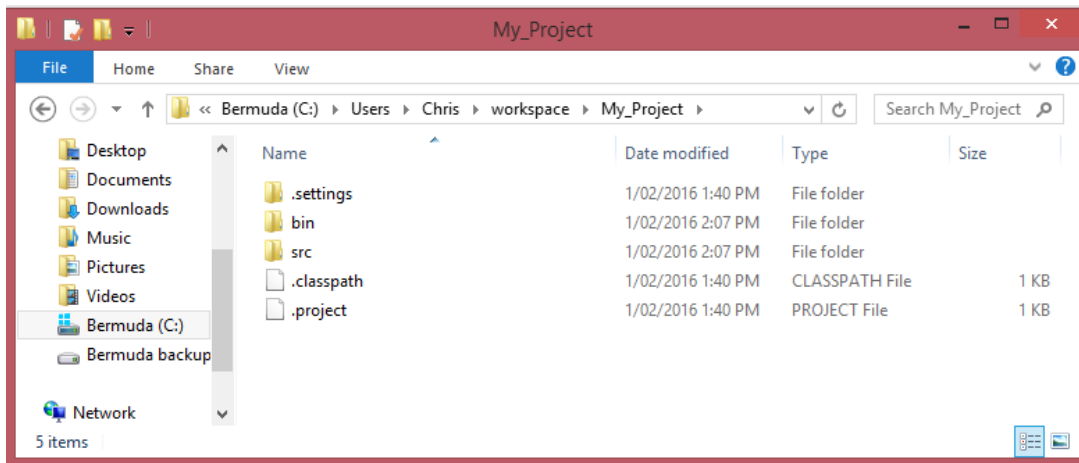 My_Project
File Home Share View
« Bermuda (C:) Users Chris workspace My_Project Search My_Project
Desktop
Documents
Downloads
Music
Pictures
Videos
Bermuda (C:)
Bermuda backup
Network
Name Date modified Type Size
.settings 1/02/2016 1:40 PM File folder
bin 1/02/2016 2:07 PM File folder
src 1/02/2016 2:07 PM File folder
.classpath 1/02/2016 1:40 PM CLASSPATH File 1 KB
.project 1/02/2016 1:40 PM PROJECT File 1 KB
5 items